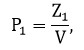 P₁ = Z₁/V,